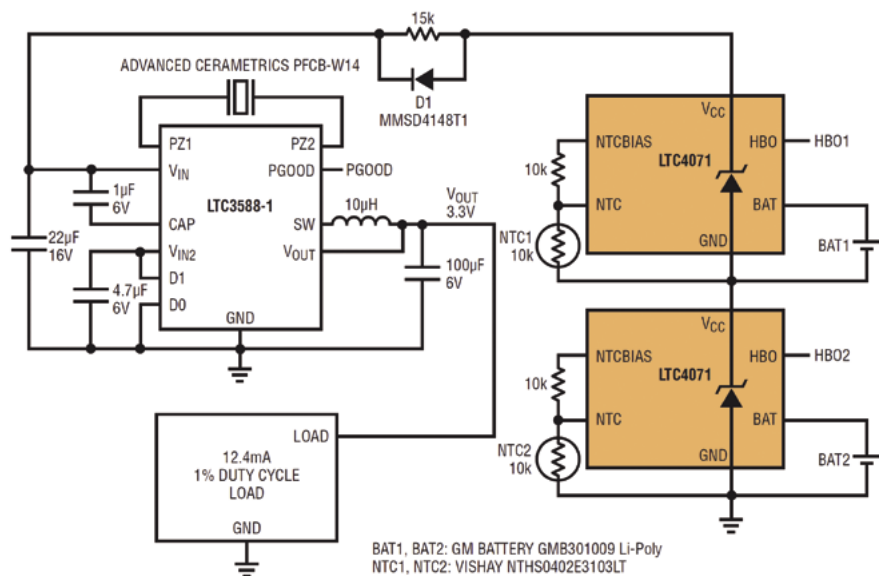 15k
D1
MMSD4148T1
ADVANCED CERAMETRICS PFCB-W14
PZ1
PZ2
VIN
PGOOD
PGOOD
LTC3588-1
1µF
6V
CAP
SW
10µH
VOUT
3.3V
22µF
16V
VIN2
VOUT
D1
4.7µF
6V
D0
100µF
6V
GND
LOAD
12.4mA
1% DUTY CYCLE
LOAD
GND
VCC
NTCBIAS
HBO
HBO1
LTC4071
10k
NTC
BAT
NTC1
10k
GND
BAT1
VCC
NTCBIAS
HBO
HBO2
LTC4071
10k
NTC
BAT
NTC2
10k
GND
BAT2
BAT1, BAT2: GM BATTERY GMB301009 Li-Poly
NTC1, NTC2: VISHAY NTHS0402E3103LT